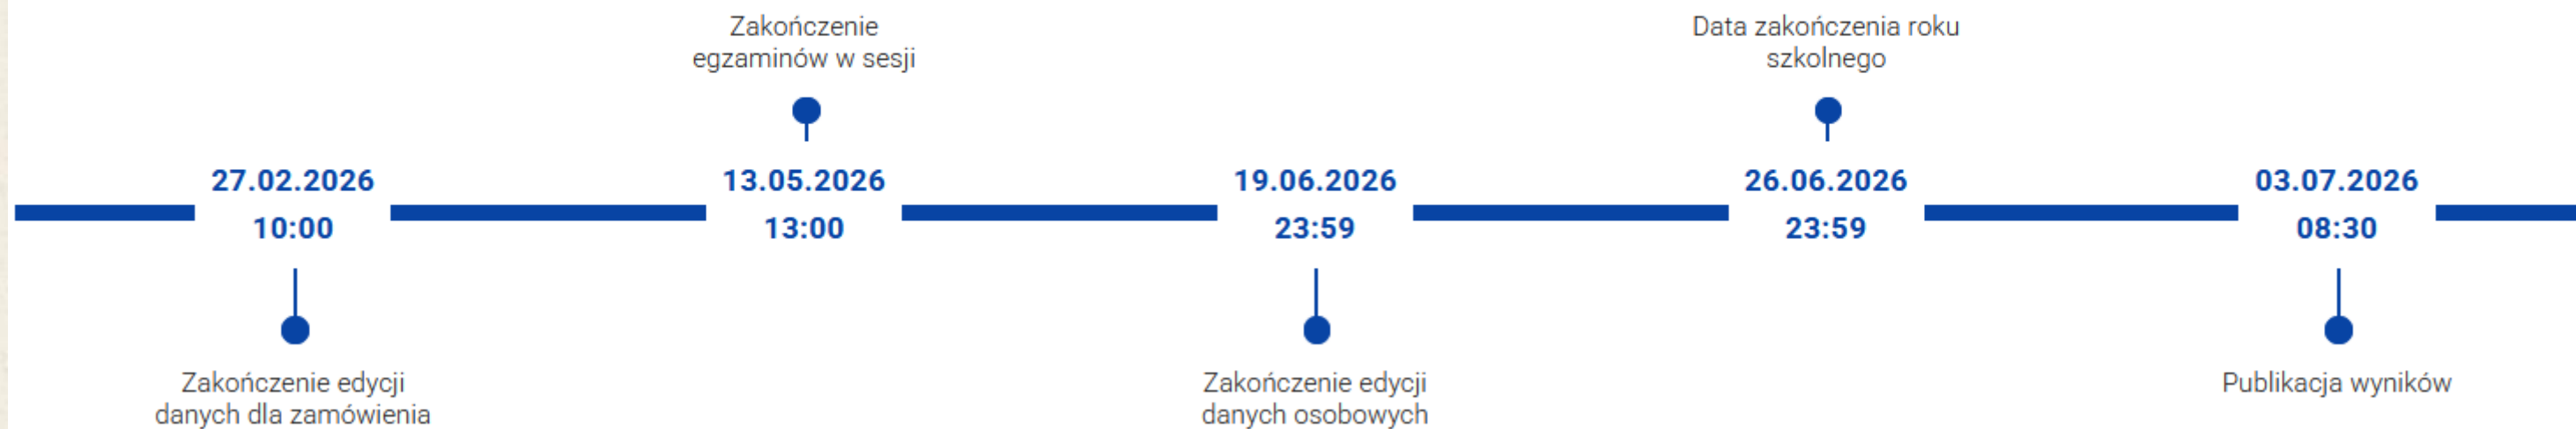 27.02.2026
10:00
Zakończenie edycji
danych dla zamówienia
Zakończenie
egzaminów w sesji
13.05.2026
13:00
19.06.2026
23:59
Zakończenie edycji
danych osobowych
Data zakończenia roku
szkolnego
26.06.2026
23:59
03.07.2026
08:30
Publikacja wyników